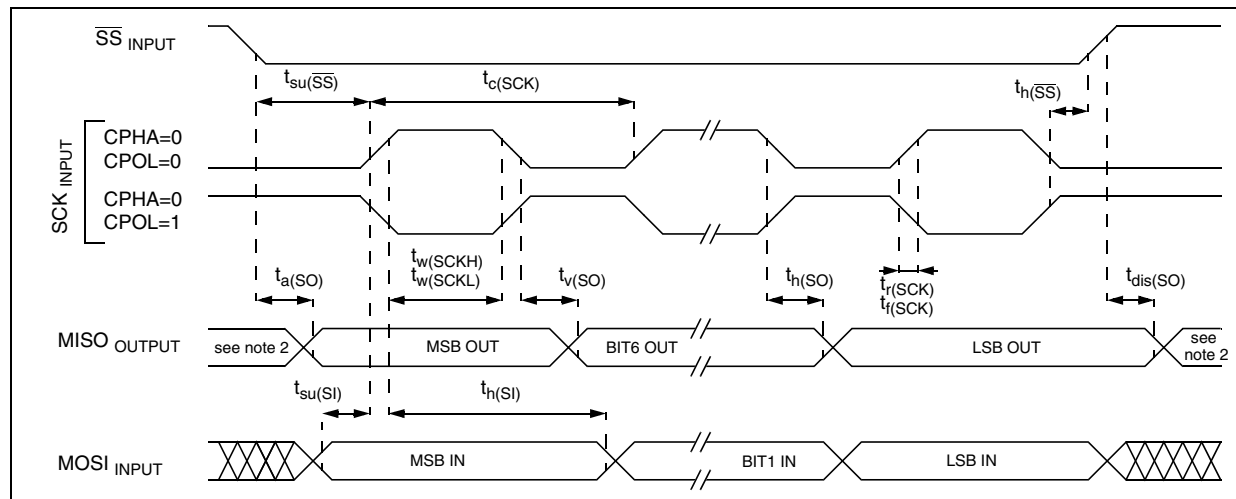 SS INPUT
tsu(SS)
tc(SCK)
th(SS)
SCK INPUT
CPHA=0
CPOL=0
CPHA=0
CPOL=1
ta(SO)
tw(SCKH)
tw(SCKL)
tv(SO)
th(SO)
tr(SCK)
tf(SCK)
tdis(SO)
MISO OUTPUT
see note 2
MSB OUT
BIT6 OUT
LSB OUT
see
note 2
tsu(SI)
th(SI)
MOSI INPUT
MSB IN
BIT1 IN
LSB IN